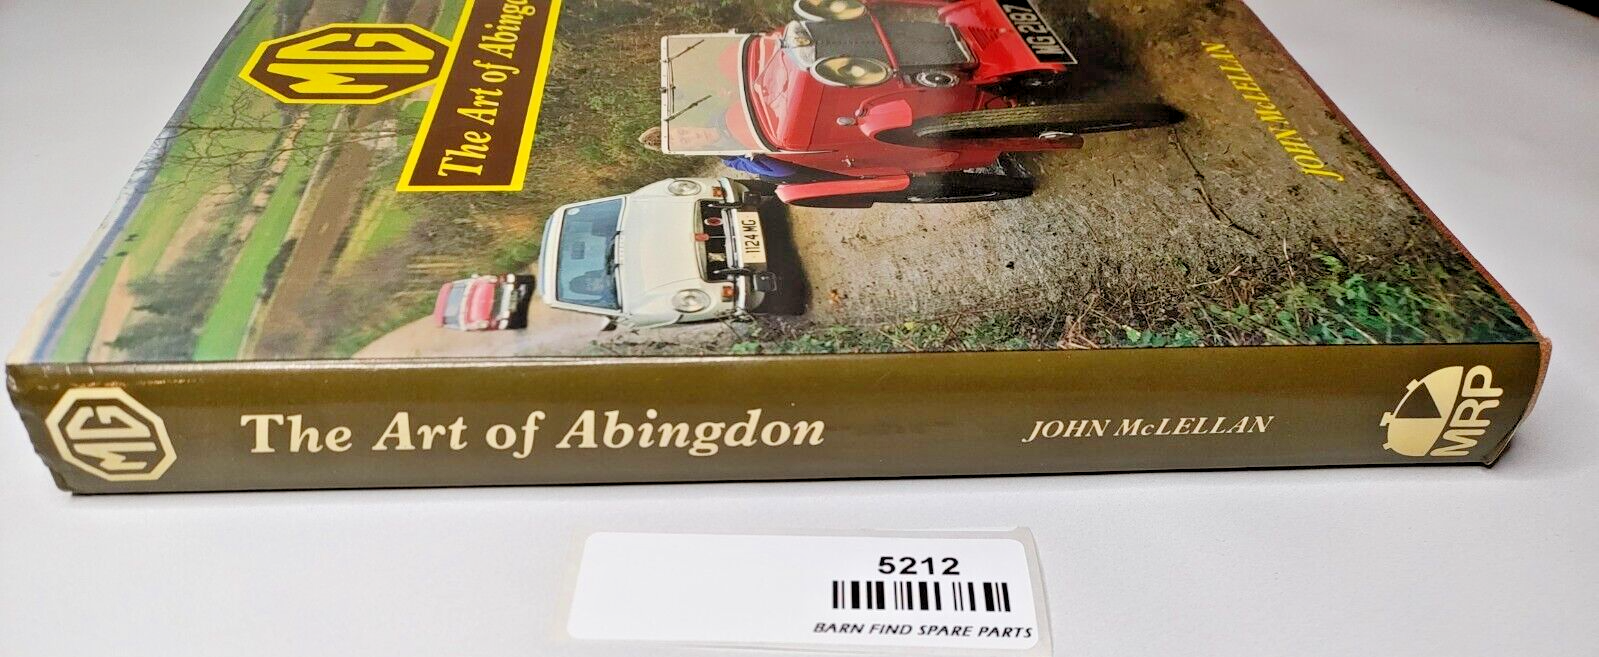 MG
The Art of Abingdon
NG 2187
1124 MG
JOHN McLELLAN
MG
The Art of Abingdon
JOHN McLELLAN
MRP
5212
BARN FIND SPARE PARTS